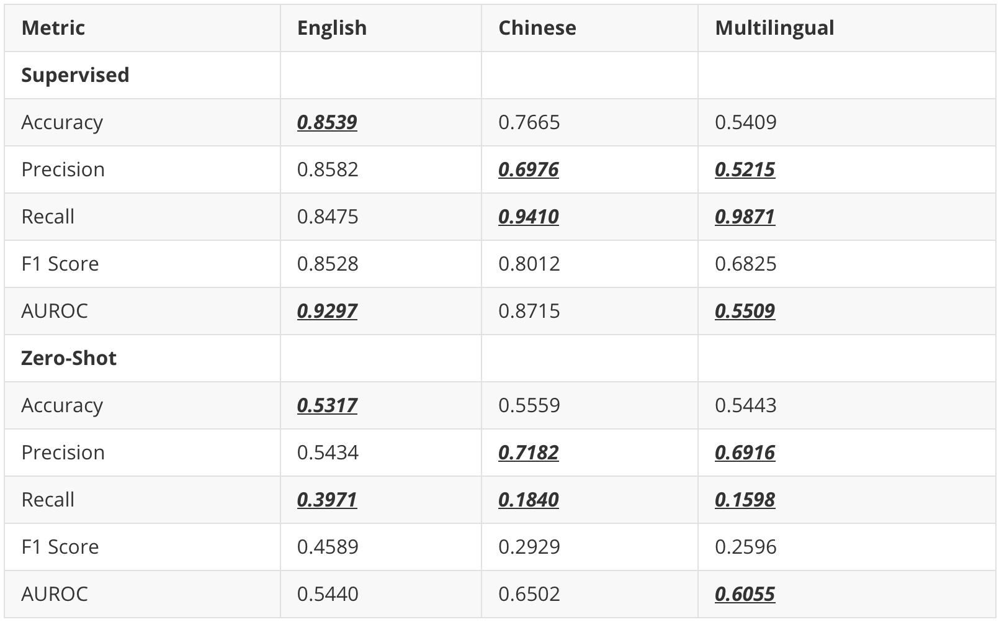 Metric English Chinese Multilingual
Supervised
Accuracy 0.8539 0.7665 0.5409
Precision 0.8582 0.6976 0.5215
Recall 0.8475 0.9410 0.9871
F1 Score 0.8528 0.8012 0.6825
AUROC 0.9297 0.8715 0.5509
Zero-Shot
Accuracy 0.5317 0.5559 0.5443
Precision 0.5434 0.7182 0.6916
Recall 0.3971 0.1840 0.1598
F1 Score 0.4589 0.2929 0.2596
AUROC 0.5440 0.6502 0.6055